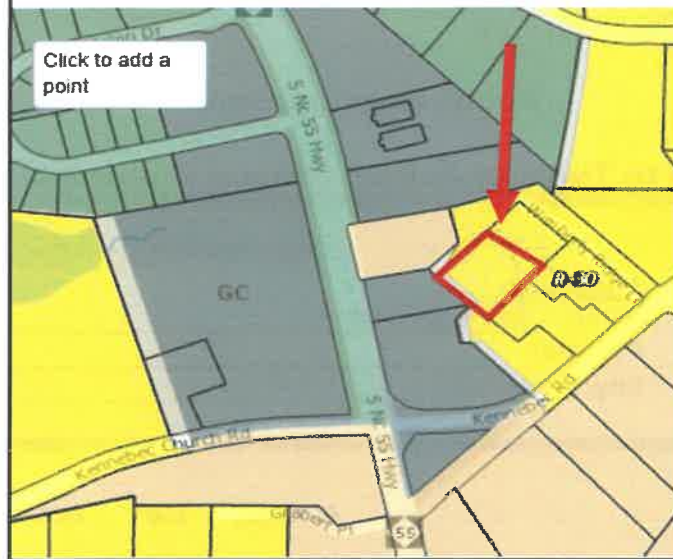 Click to add a
point
S NC 55 Hwy
GC
R-30
Kennebec Rd
S NC 55 Hwy
Kennebec Church Rd
55